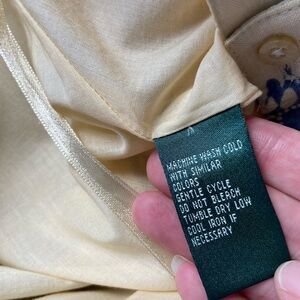 MACHINE WASH COLD
WITH SIMILAR
COLORS
GENTLE CYCLE
DO NOT BLEACH
TUMBLE DRY LOW
COOL IRON IF
NECESSARY